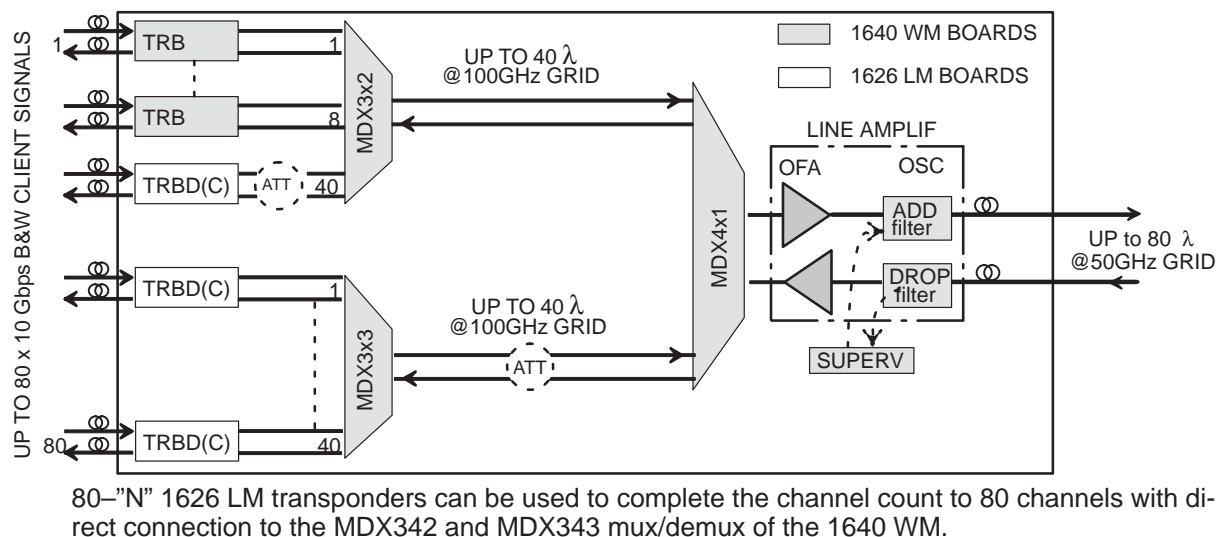 UP TO 80 x 10 Gbps B&W CLIENT SIGNALS
1
TRB
1
TRB
8
TRBD(C)
ATT
40
MDX3x2
UP TO 40 λ
@100GHz GRID
1640 WM BOARDS
1626 LM BOARDS
LINE AMPLIF
OFA
OSC
MDX4x1
ADD
filter
DROP
filter
SUPERV
UP to 80 λ
@50GHz GRID
TRBD(C)
1
MDX3x3
UP TO 40 λ
@100GHz GRID
ATT
80
TRBD(C)
40
80–"N" 1626 LM transponders can be used to complete the channel count to 80 channels with di-
rect connection to the MDX342 and MDX343 mux/demux of the 1640 WM.